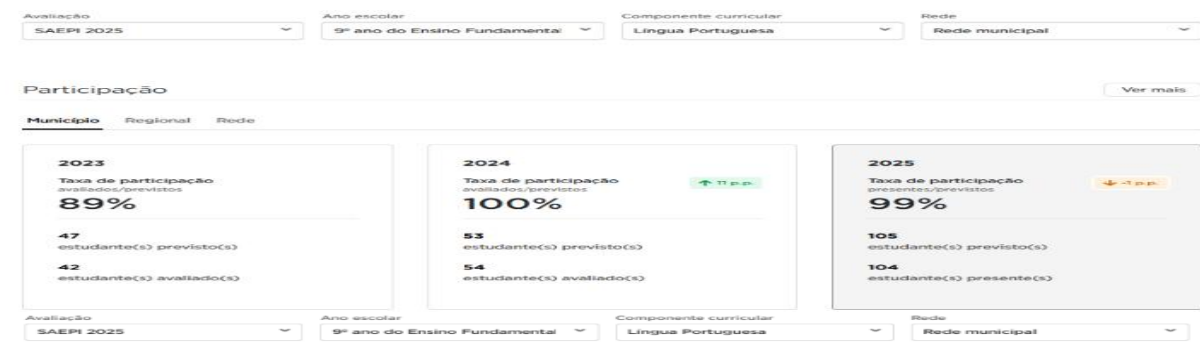 Avaliação Ano escolar Componente curricular Rede
SAEPI 2025 9º ano do Ensino Fundamental Língua Portuguesa Rede municipal
Participação Ver mais
Município Regional Rede
2023
Taxa de participação
avaliados/previstos
89%
47
estudante(s) previsto(s)
42
estudante(s) avaliado(s)
2024
Taxa de participação
avaliados/previstos
↑ 11 p.p.
100%
53
estudante(s) previsto(s)
54
estudante(s) avaliado(s)
2025
Taxa de participação
presentes/previstos
↓ -1 p.p.
99%
105
estudante(s) previsto(s)
104
estudante(s) presente(s)
Avaliação Ano escolar Componente curricular Rede
SAEPI 2025 9º ano do Ensino Fundamental Língua Portuguesa Rede municipal